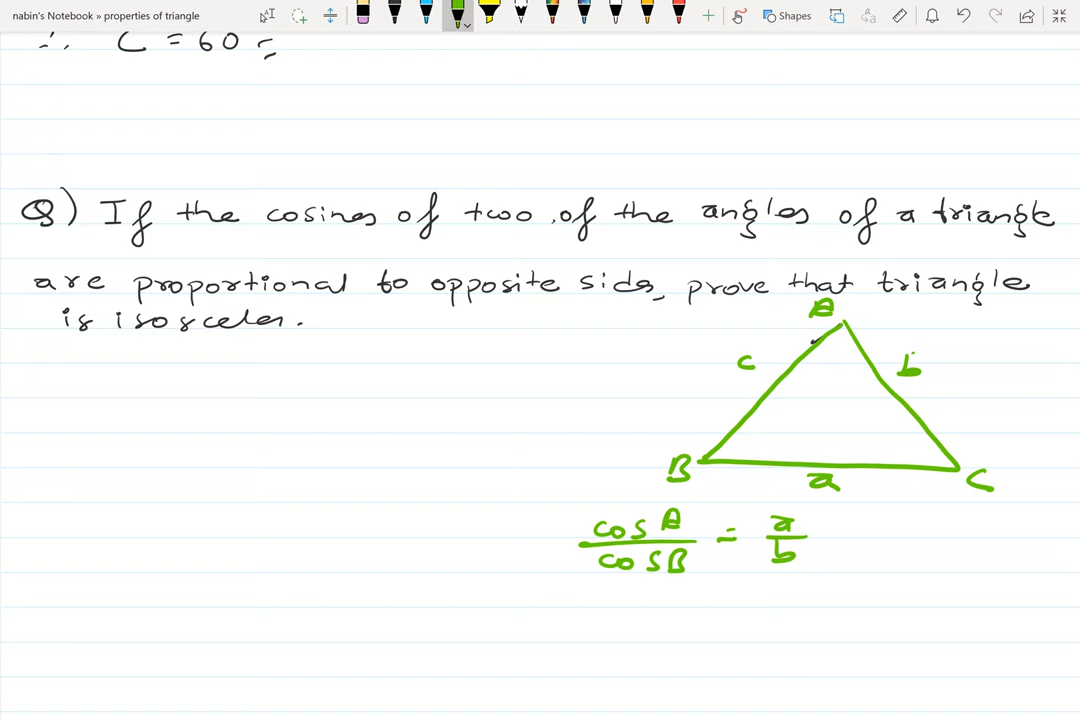 nabin's Notebook » properties of triangle
Shapes
∴ C = 60
Q) If the cosines of two of the angles of a triangle
are proportional to opposite side, prove that triangle
is isosceles.
A
c
b
B
a
C
cos A / cos B = a / b